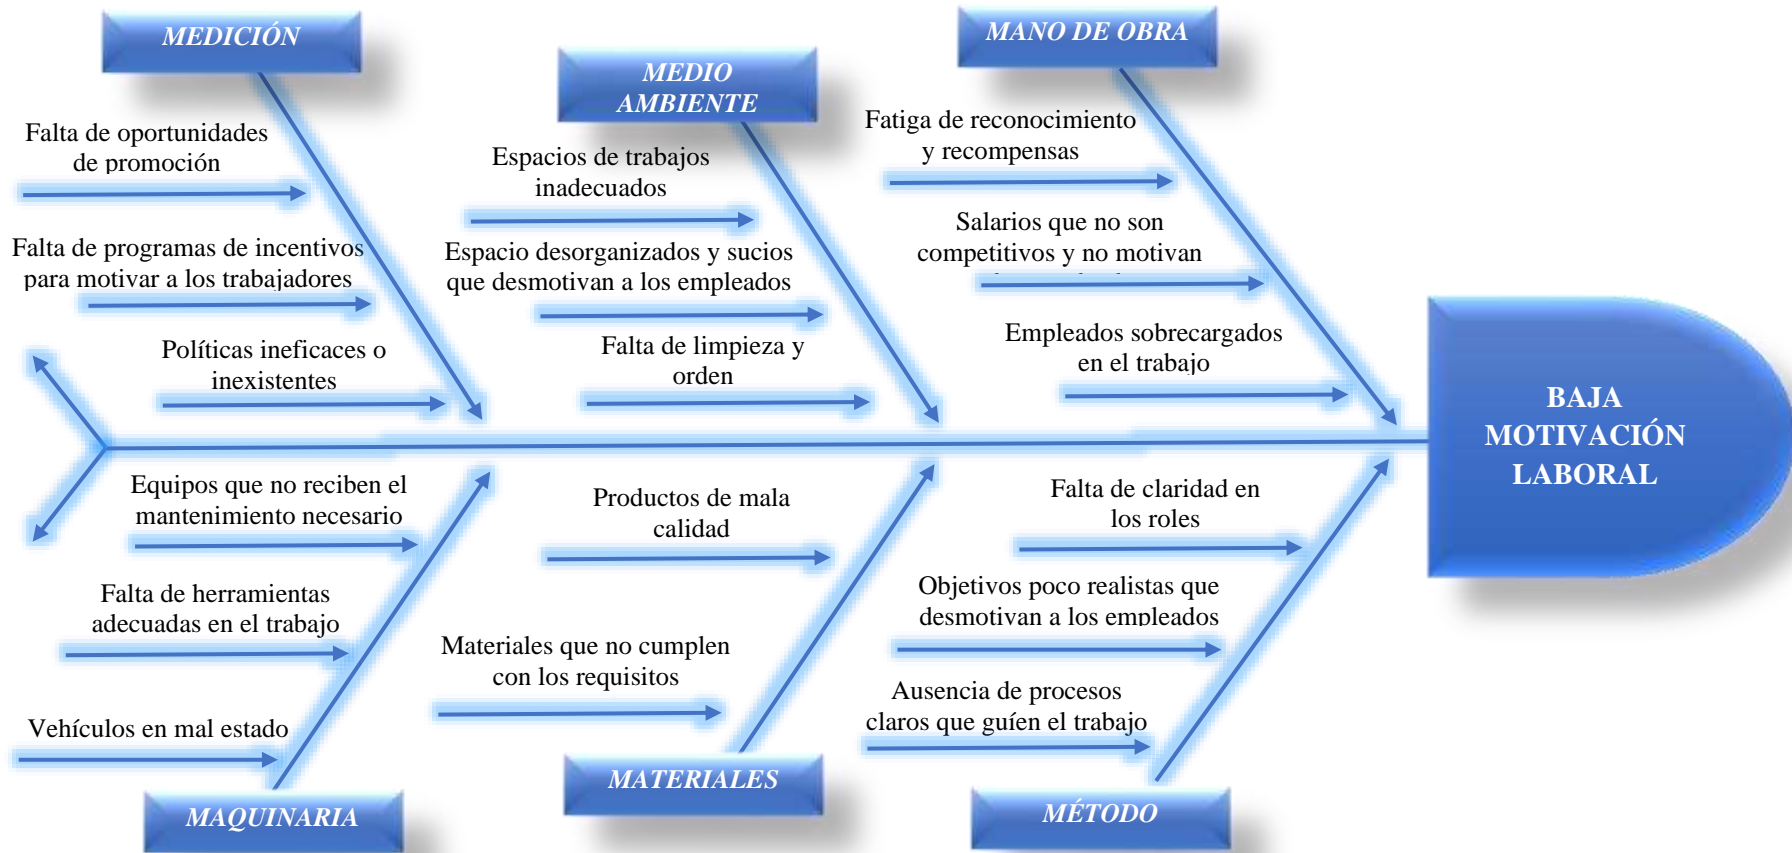 MEDICIÓN
Falta de oportunidades
de promoción
Falta de programas de incentivos
para motivar a los trabajadores
Políticas ineficaces o
inexistentes
MEDIO
AMBIENTE
Espacios de trabajos
inadecuados
Espacio desorganizados y sucios
que desmotivan a los empleados
Falta de limpieza y
orden
MANO DE OBRA
Fatiga de reconocimiento
y recompensas
Salarios que no son
competitivos y no motivan
Empleados sobrecargados
en el trabajo
BAJA
MOTIVACIÓN
LABORAL
Equipos que no reciben el
mantenimiento necesario
Falta de herramientas
adecuadas en el trabajo
Vehículos en mal estado
MAQUINARIA
Productos de mala
calidad
Materiales que no cumplen
con los requisitos
MATERIALES
Falta de claridad en
los roles
Objetivos poco realistas que
desmotivan a los empleados
Ausencia de procesos
claros que guíen el trabajo
MÉTODO